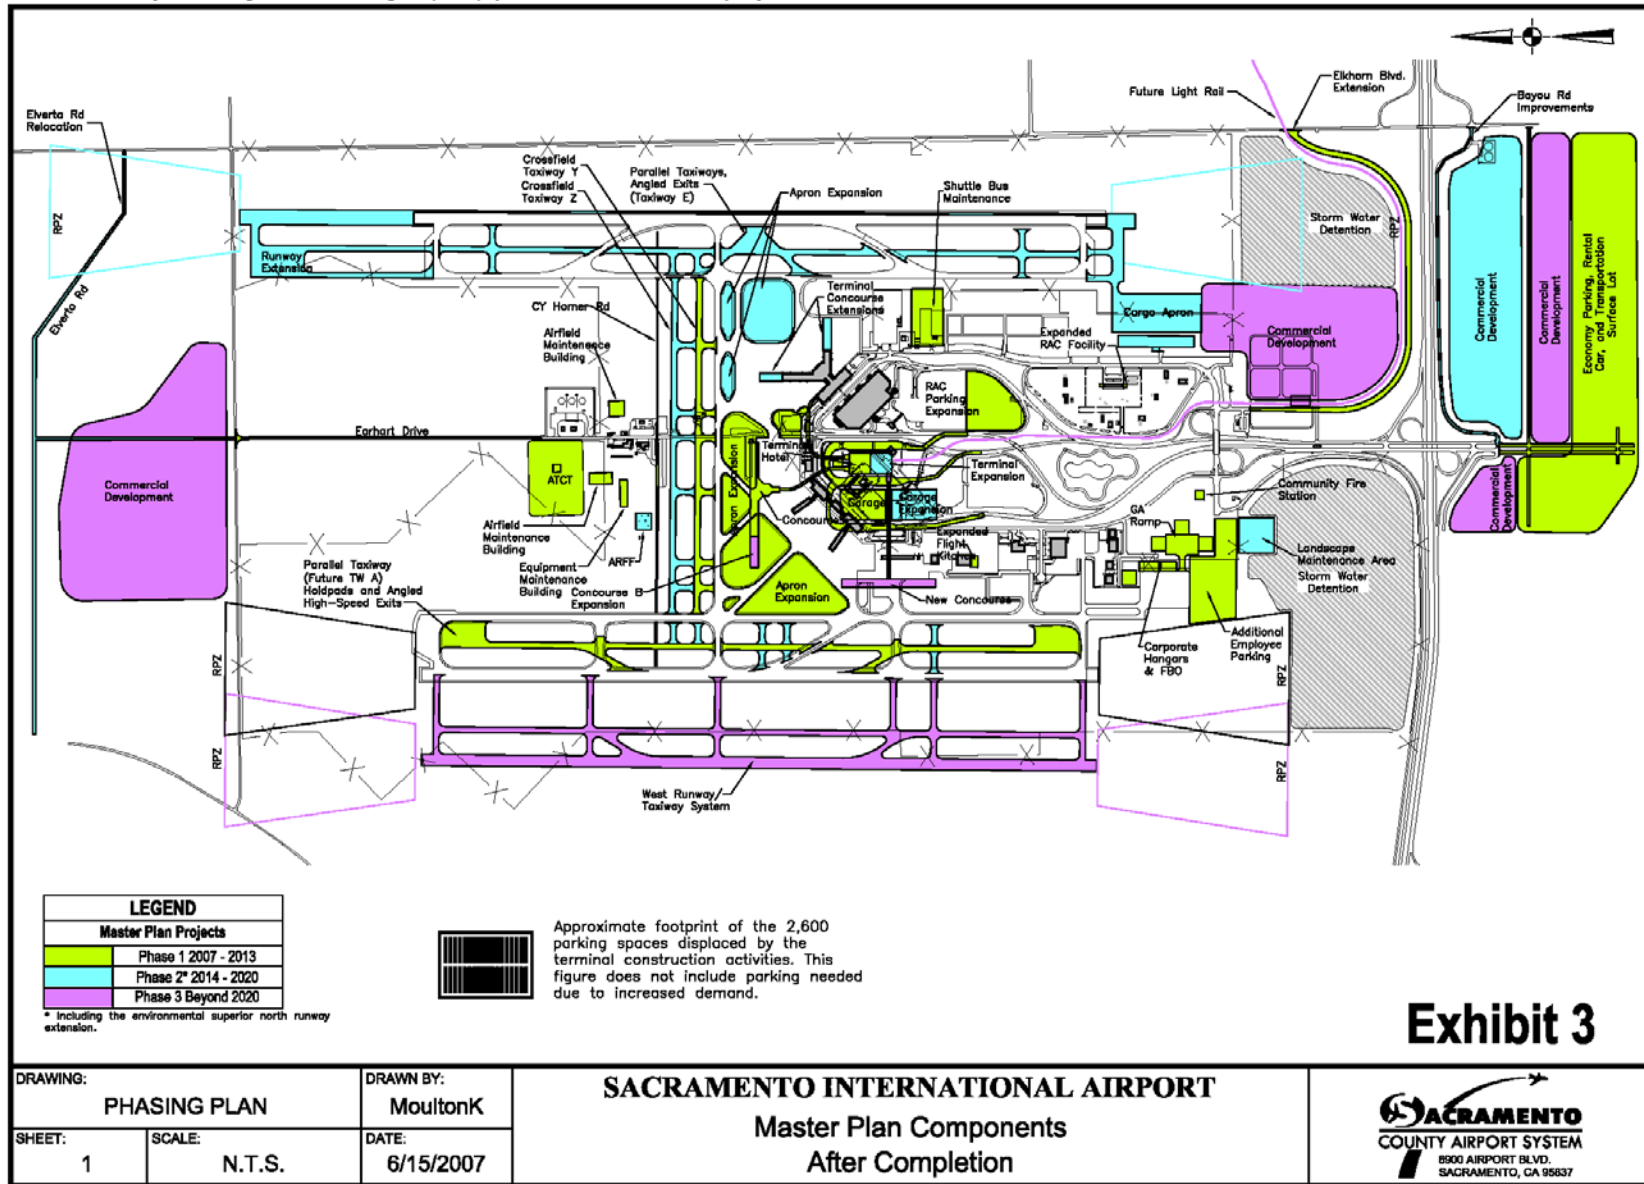 Elverta Rd
Relocation
RPZ
Elverta Rd
Runway
Extension
Crossfield
Taxiway Y
Crossfield
Taxiway Z
Parallel Taxiways,
Angled Exits
(Taxiway E)
Apron Expansion
Shuttle Bus
Maintenance
Future Light Rail
Elkhorn Blvd.
Extension
Bayou Rd
Improvements
Storm Water
Detention
RPZ
Commercial
Development
Commercial
Development
Economy Parking, Rental
Car, and Transportation
Surface Lot
CY Homer Rd
Airfield
Maintenance
Building
Terminal
Concourse
Extensions
Expanded
RAC Facility
Cargo Apron
Commercial
Development
RAC
Parking
Expansion
Earhart Drive
Commercial
Development
ATCT
Terminal
Hotel
Apron Expansion
Terminal
Expansion
Garage
Garage
Expansion
Concourse
Expanded
Flight
Kitchen
Community Fire
Station
GA
Ramp
Commercial
Development
Landscape
Maintenance Area
Storm Water
Detention
Airfield
Maintenance
Building
Equipment
Maintenance
Building
ARFF
Concourse B
Expansion
Apron
Expansion
New Concourse
Parallel Taxiway
(Future TW A)
Holdpads and Angled
High-Speed Exits
Corporate
Hangars
& FBO
Additional
Employee
Parking
RPZ
RPZ
RPZ
RPZ
West Runway/
Taxiway System
LEGEND
Master Plan Projects
Phase 1 2007 - 2013
Phase 2* 2014 - 2020
Phase 3 Beyond 2020
* Including the environmental superior north runway
extension.
Approximate footprint of the 2,600
parking spaces displaced by the
terminal construction activities. This
figure does not include parking needed
due to increased demand.
Exhibit 3
DRAWING:
PHASING PLAN
DRAWN BY:
MoultonK
SHEET:
1
SCALE:
N.T.S.
DATE:
6/15/2007
SACRAMENTO INTERNATIONAL AIRPORT
Master Plan Components
After Completion
SACRAMENTO
COUNTY AIRPORT SYSTEM
6900 AIRPORT BLVD.
SACRAMENTO, CA 95837